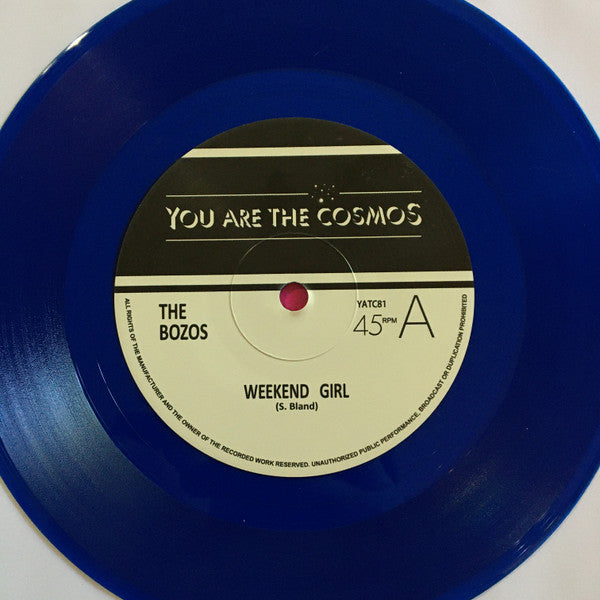 YOU ARE THE COSMOS
THE
BOZOS
YATC81
45RPM A
WEEKEND GIRL
(S. Bland)
ALL RIGHTS OF THE MANUFACTURER AND THE OWNER OF THE RECORDED WORK RESERVED. UNAUTHORIZED PUBLIC PERFORMANCE, BROADCAST OR DUPLICATION PROHIBITED